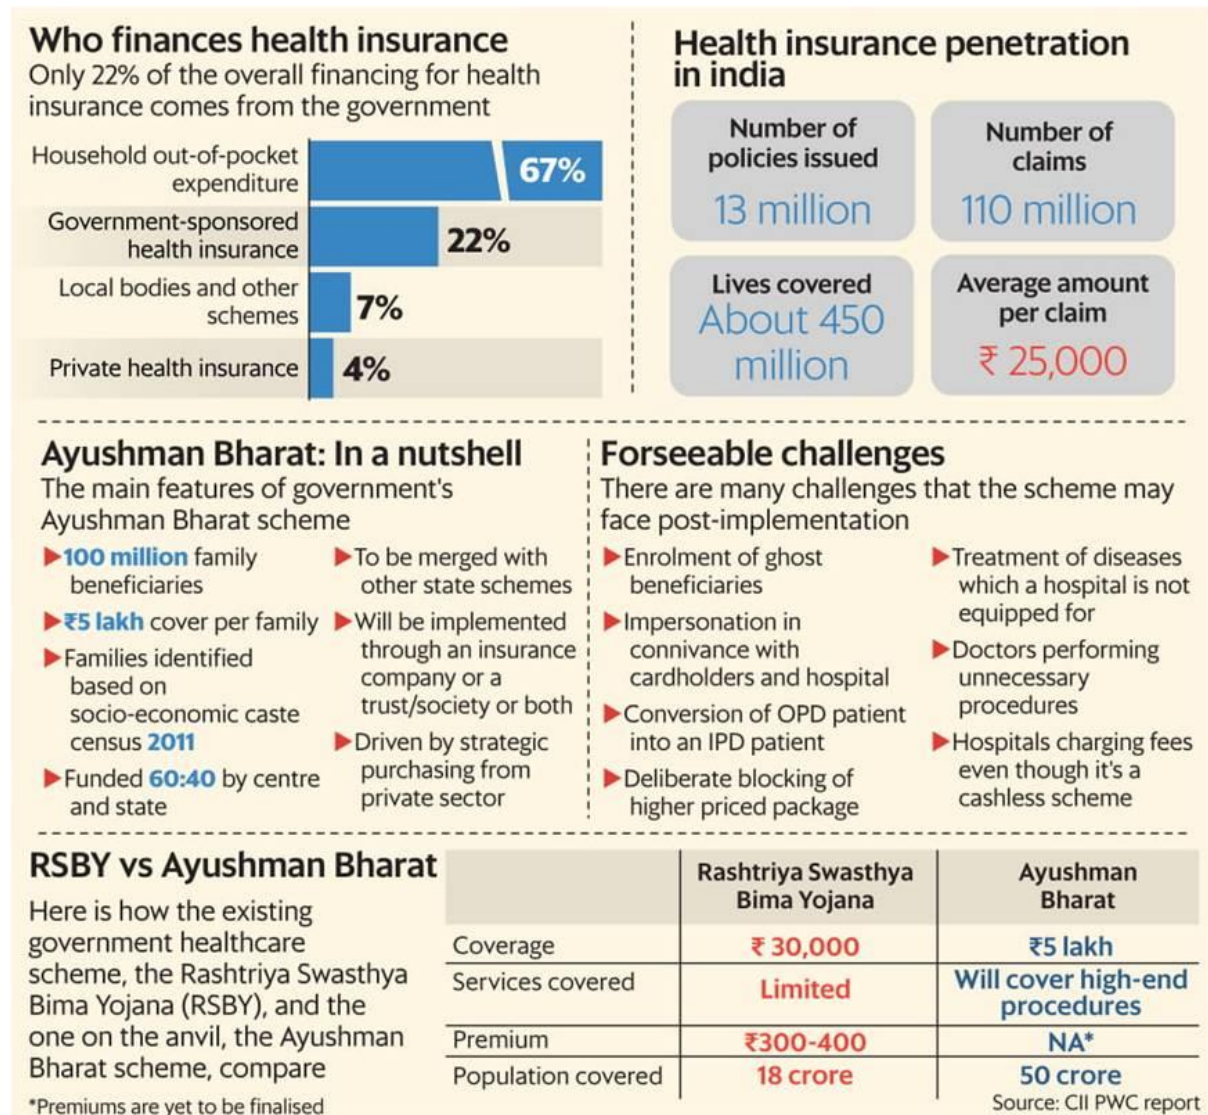 Who finances health insurance
Only 22% of the overall financing for health
insurance comes from the government
Household out-of-pocket
expenditure
67%
Government-sponsored
health insurance
22%
Local bodies and other
schemes
7%
Private health insurance
4%
Health insurance penetration
in india
Number of
policies issued
13 million
Number of
claims
110 million
Lives covered
About 450
million
Average amount
per claim
₹ 25,000
Ayushman Bharat: In a nutshell
The main features of government's
Ayushman Bharat scheme
▶100 million family
beneficiaries
▶₹5 lakh cover per family
▶Families identified
based on
socio-economic caste
census 2011
▶Funded 60:40 by centre
and state
▶To be merged with
other state schemes
▶Will be implemented
through an insurance
company or a
trust/society or both
▶Driven by strategic
purchasing from
private sector
Forseeable challenges
There are many challenges that the scheme may
face post-implementation
▶Enrolment of ghost
beneficiaries
▶Impersonation in
connivance with
cardholders and hospital
▶Conversion of OPD patient
into an IPD patient
▶Deliberate blocking of
higher priced package
▶Treatment of diseases
which a hospital is not
equipped for
▶Doctors performing
unnecessary
procedures
▶Hospitals charging fees
even though it's a
cashless scheme
RSBY vs Ayushman Bharat
Here is how the existing
government healthcare
scheme, the Rashtriya Swasthya
Bima Yojana (RSBY), and the
one on the anvil, the Ayushman
Bharat scheme, compare
*Premiums are yet to be finalised
Rashtriya Swasthya
Bima Yojana
Ayushman
Bharat
Coverage
₹ 30,000
₹5 lakh
Services covered
Limited
Will cover high-end
procedures
Premium
₹300-400
NA*
Population covered
18 crore
50 crore
Source: CII PWC report